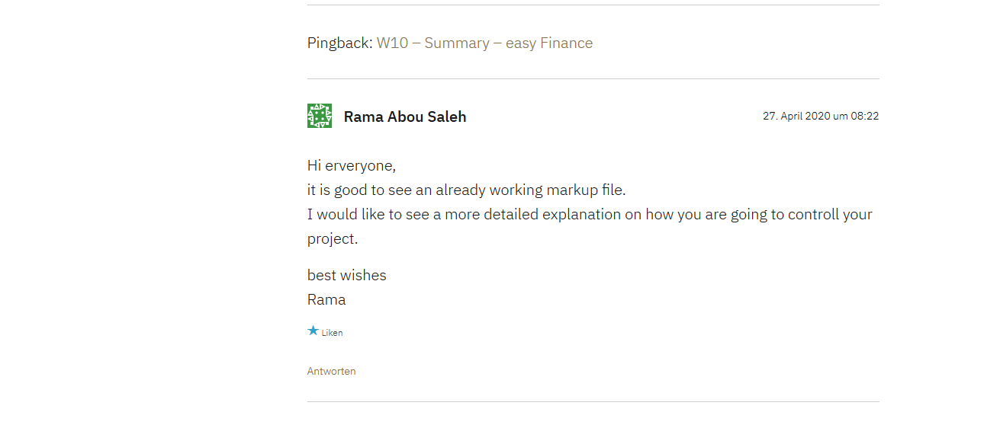 Pingback: W10 – Summary – easy Finance
Rama Abou Saleh
27. April 2020 um 08:22
Hi erveryone,
it is good to see an already working markup file.
I would like to see a more detailed explanation on how you are going to controll your
project.
best wishes
Rama
Liken
Antworten